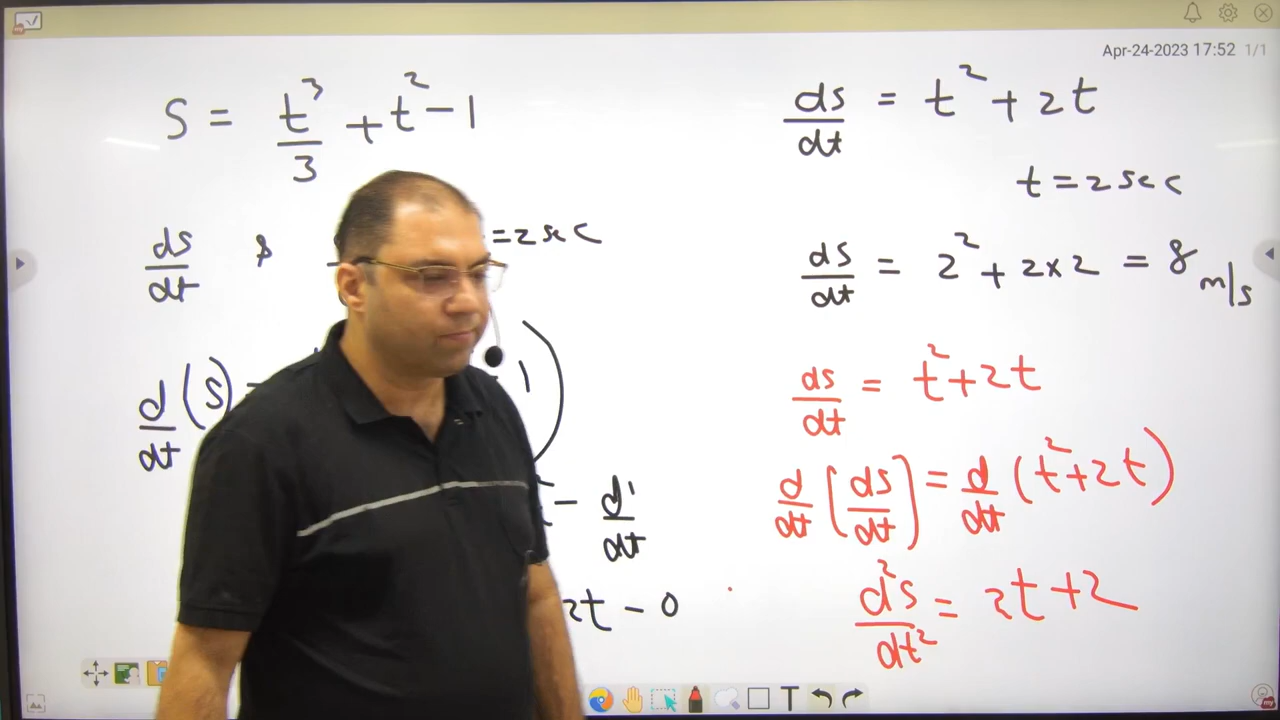 Apr-24-2023 17:52 1/1
S = t³/3 + t² - 1
ds/dt = 2 sec
d/dt (S) = 1 )
- d1/dt
2t - 0
ds/dt = t² + 2t
t = 2 sec
ds/dt = 2² + 2×2 = 8 m/s
ds/dt = t² + 2t
d/dt (ds/dt) = d/dt (t² + 2t)
d²s/dt² = 2t + 2
T